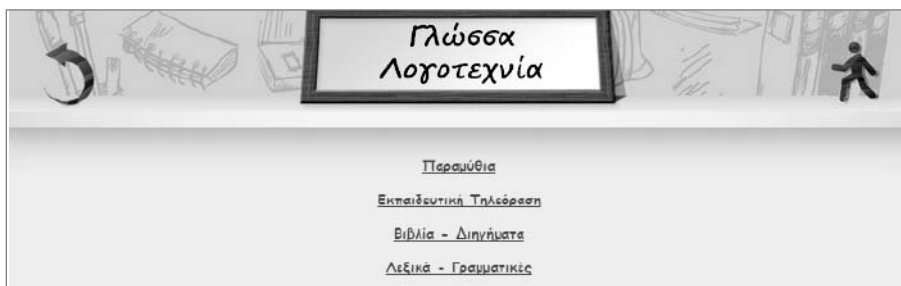 Γλώσσα
Λογοτεχνία
Παραμύθια
Εκπαιδευτική Τηλεόραση
Βιβλία - Διηγήματα
Λεξικά - Γραμματικές